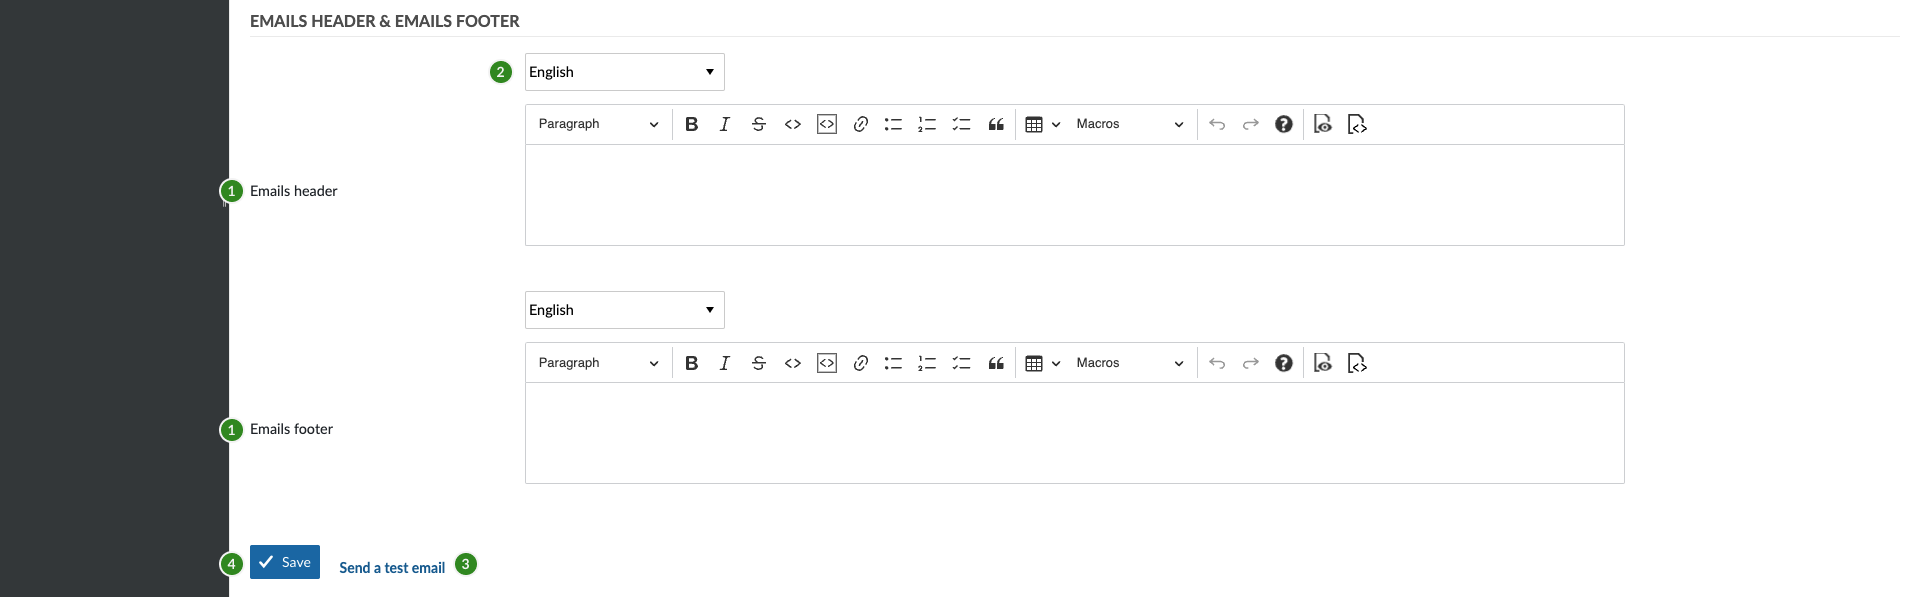 EMAILS HEADER & EMAILS FOOTER
2 English
Paragraph Macros
1 Emails header
English
Paragraph Macros
1 Emails footer
4 Save Send a test email 3